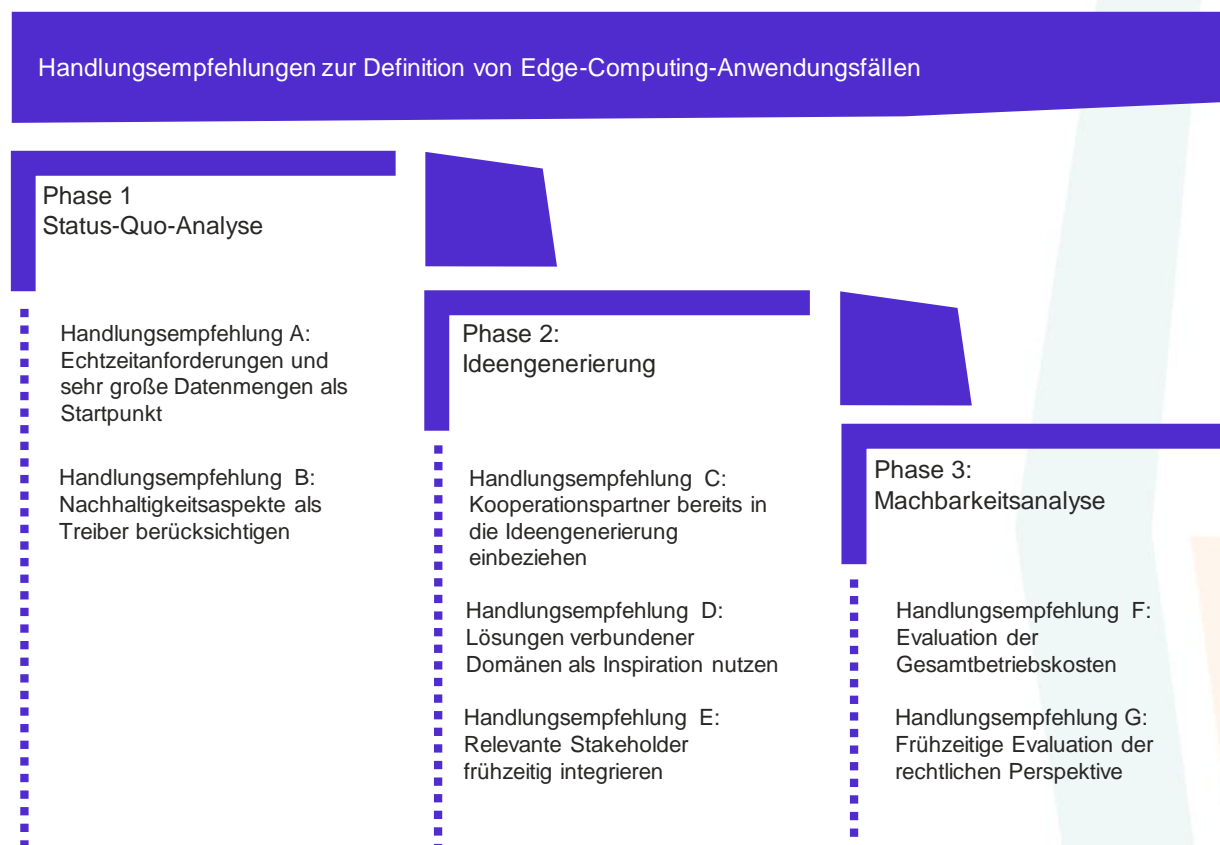 Handlungsempfehlungen zur Definition von Edge-Computing-Anwendungsfällen
Phase 1
Status-Quo-Analyse
Handlungsempfehlung A:
Echtzeitanforderungen und
sehr große Datenmengen als
Startpunkt
Handlungsempfehlung B:
Nachhaltigkeitsaspekte als
Treiber berücksichtigen
Phase 2:
Ideengenerierung
Handlungsempfehlung C:
Kooperationspartner bereits in
die Ideengenerierung
einbeziehen
Handlungsempfehlung D:
Lösungen verbundener
Domänen als Inspiration nutzen
Handlungsempfehlung E:
Relevante Stakeholder
frühzeitig integrieren
Phase 3:
Machbarkeitsanalyse
Handlungsempfehlung F:
Evaluation der
Gesamtbetriebskosten
Handlungsempfehlung G:
Frühzeitige Evaluation der
rechtlichen Perspektive